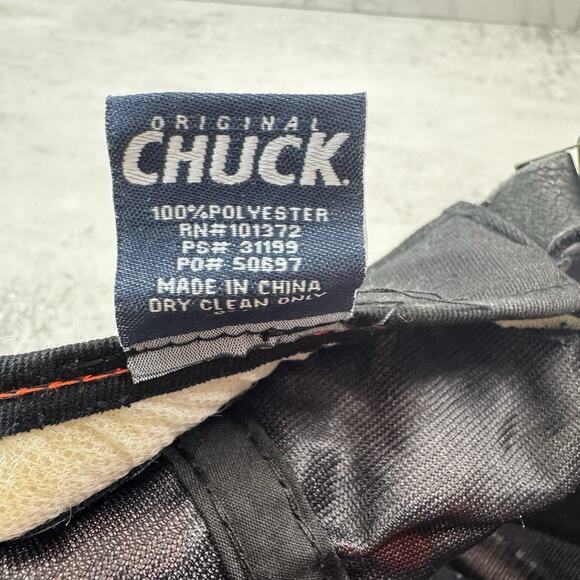 ORIGINAL
CHUCK.
100%POLYESTER
RN#101372
PS# 31199
PO# 50697
MADE IN CHINA
DRY CLEAN ONLY